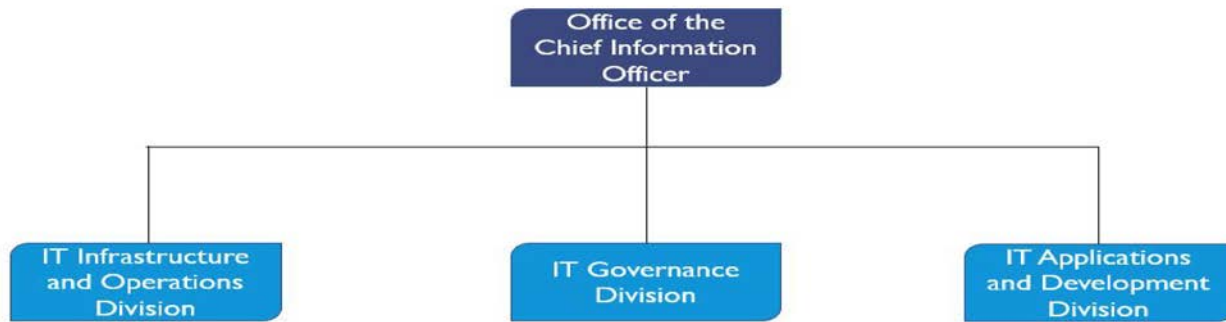 Office of the
Chief Information
Officer
IT Infrastructure
and Operations
Division
IT Governance
Division
IT Applications
and Development
Division